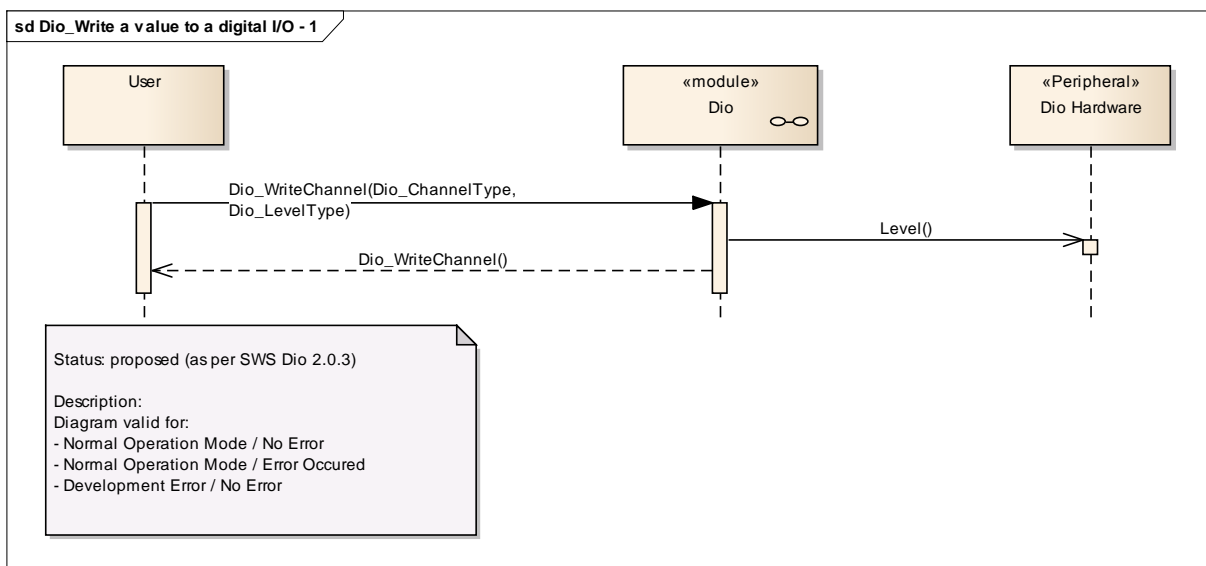 sd Dio_Write a value to a digital I/O - 1
User
«module»
Dio
«Peripheral»
Dio Hardware
Dio_WriteChannel(Dio_ChannelType,
Dio_LevelType)
Level()
Dio_WriteChannel()
Status: proposed (as per SWS Dio 2.0.3)
Description:
Diagram valid for:
- Normal Operation Mode / No Error
- Normal Operation Mode / Error Occured
- Development Error / No Error